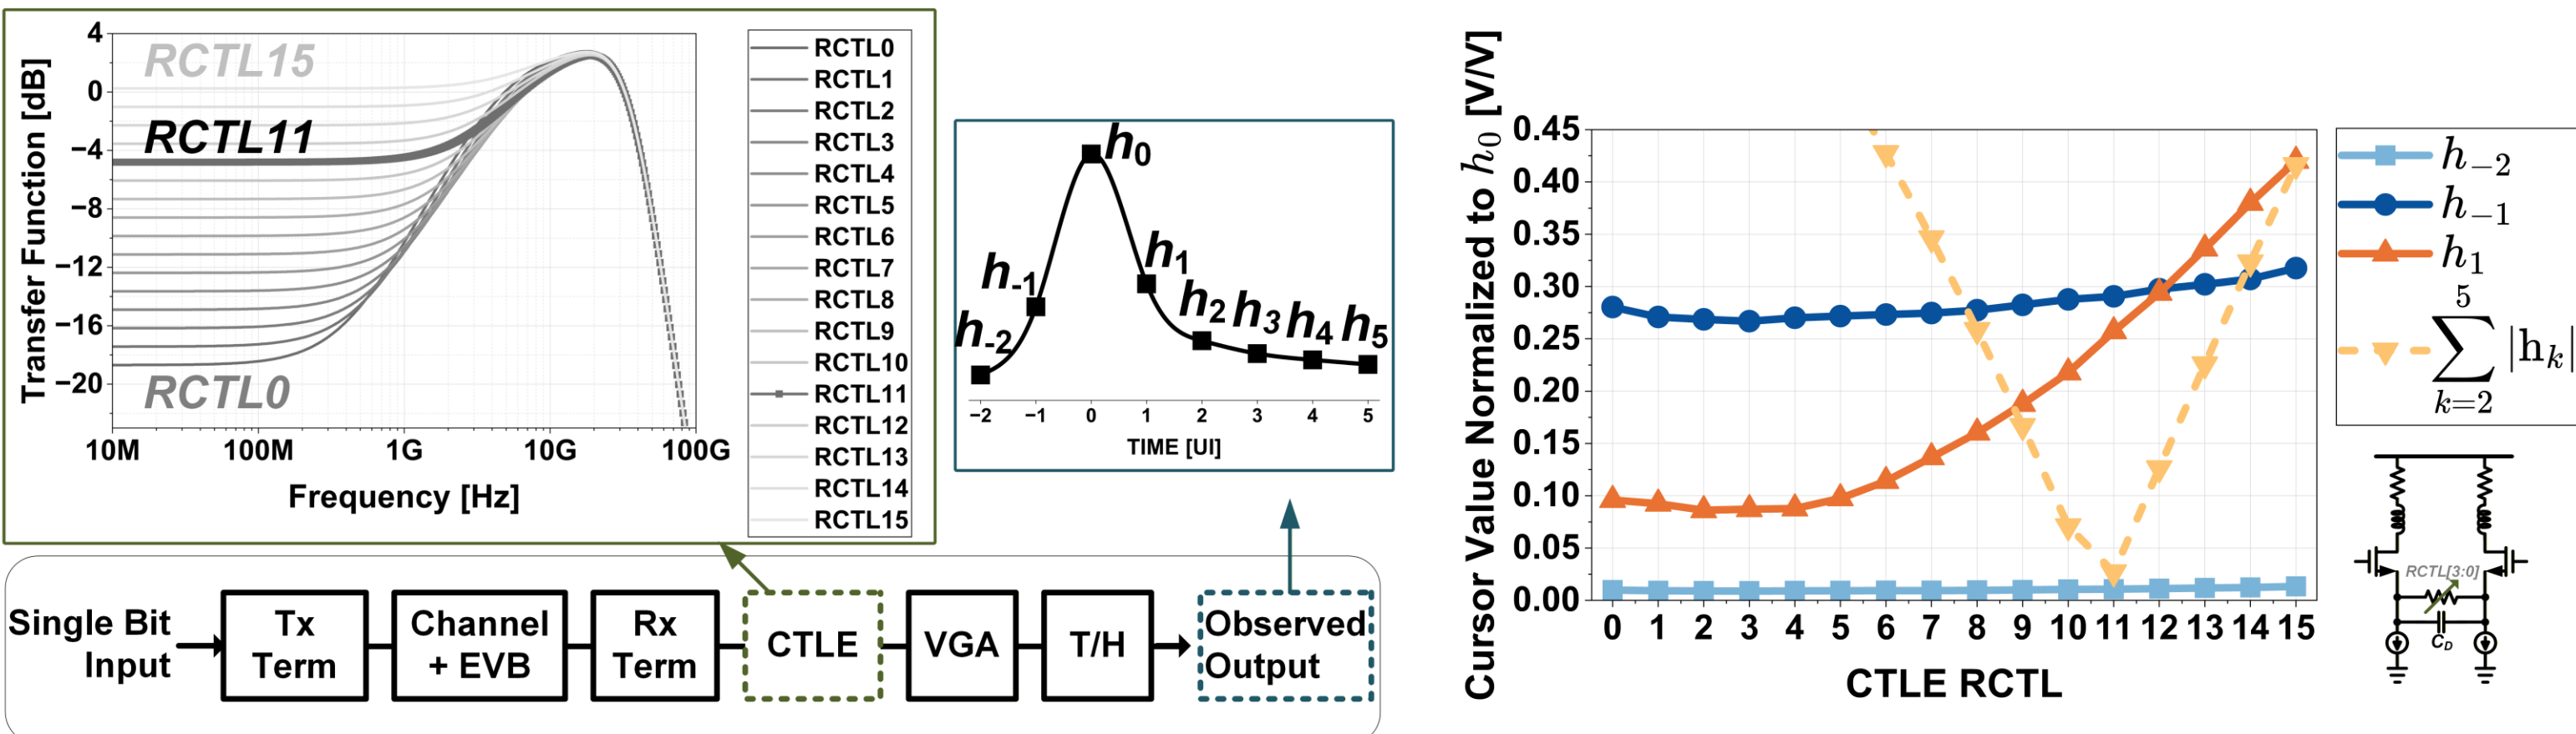 Transfer Function [dB]
4
0
−4
−8
−12
−16
−20
RCTL15
RCTL11
RCTL0
10M 100M 1G 10G 100G
Frequency [Hz]
RCTL0
RCTL1
RCTL2
RCTL3
RCTL4
RCTL5
RCTL6
RCTL7
RCTL8
RCTL9
RCTL10
RCTL11
RCTL12
RCTL13
RCTL14
RCTL15
h-2
h-1
h0
h1
h2
h3
h4
h5
−2 −1 0 1 2 3 4 5
TIME [UI]
Single Bit
Input
Tx
Term
Channel
+ EVB
Rx
Term
CTLE
VGA
T/H
Observed
Output
Cursor Value Normalized to h0 [V/V]
0.45
0.40
0.35
0.30
0.25
0.20
0.15
0.10
0.05
0.00
0 1 2 3 4 5 6 7 8 9 10 11 12 13 14 15
CTLE RCTL
h−2
h−1
h1
5
∑ |hk|
k=2
RCTL[3:0]
CD